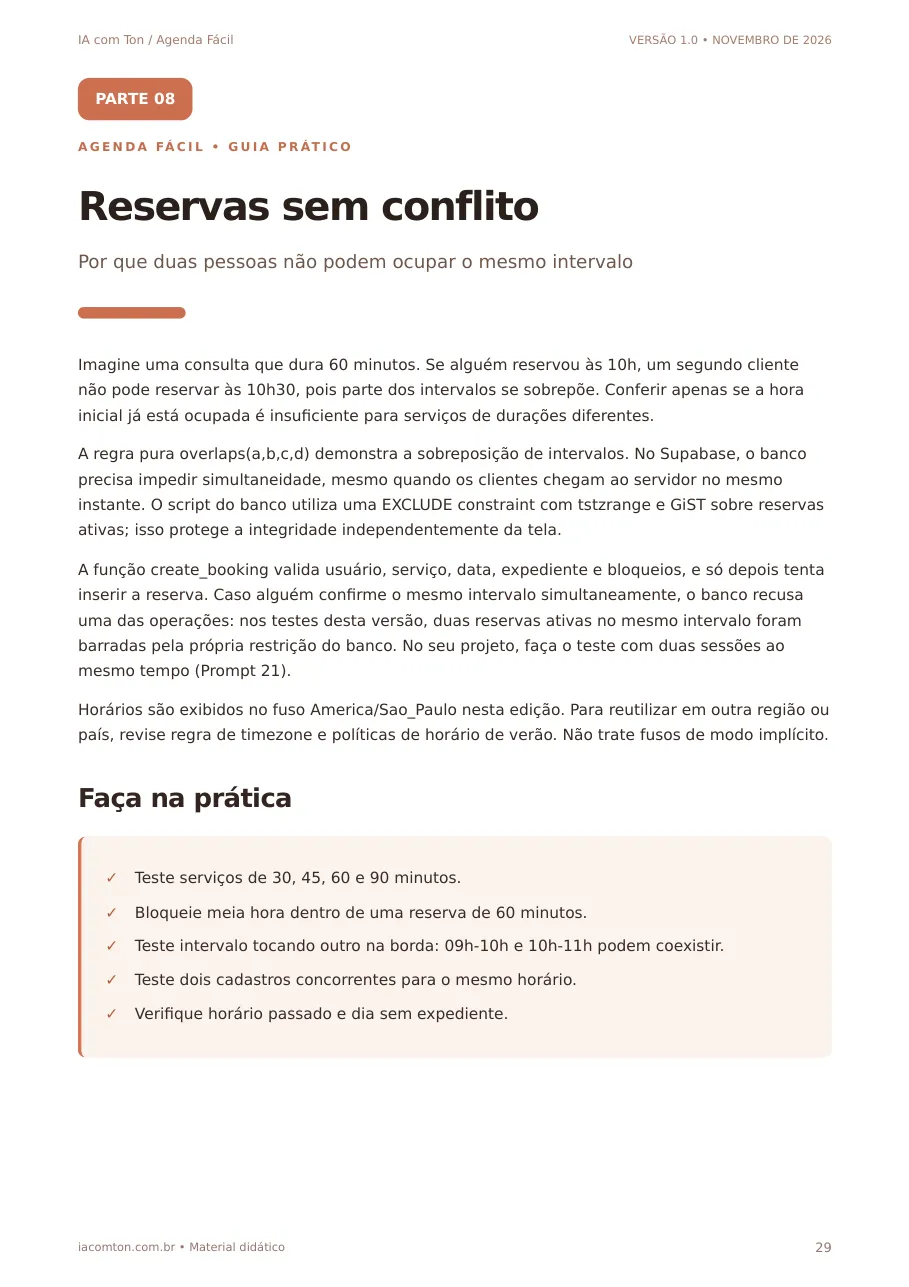 IA com Ton / Agenda Fácil
VERSÃO 1.0 • NOVEMBRO DE 2026
PARTE 08
AGENDA FÁCIL • GUIA PRÁTICO
Reservas sem conflito
Por que duas pessoas não podem ocupar o mesmo intervalo
Imagine uma consulta que dura 60 minutos. Se alguém reservou às 10h, um segundo cliente
não pode reservar às 10h30, pois parte dos intervalos se sobrepõe. Conferir apenas se a hora
inicial já está ocupada é insuficiente para serviços de durações diferentes.
A regra pura overlaps(a,b,c,d) demonstra a sobreposição de intervalos. No Supabase, o banco
precisa impedir simultaneidade, mesmo quando os clientes chegam ao servidor no mesmo
instante. O script do banco utiliza uma EXCLUDE constraint com tstzrange e GiST sobre reservas
ativas; isso protege a integridade independentemente da tela.
A função create_booking valida usuário, serviço, data, expediente e bloqueios, e só depois tenta
inserir a reserva. Caso alguém confirme o mesmo intervalo simultaneamente, o banco recusa
uma das operações: nos testes desta versão, duas reservas ativas no mesmo intervalo foram
barradas pela própria restrição do banco. No seu projeto, faça o teste com duas sessões ao
mesmo tempo (Prompt 21).
Horários são exibidos no fuso America/Sao_Paulo nesta edição. Para reutilizar em outra região ou
país, revise regra de timezone e políticas de horário de verão. Não trate fusos de modo implícito.
Faça na prática
✓ Teste serviços de 30, 45, 60 e 90 minutos.
✓ Bloqueie meia hora dentro de uma reserva de 60 minutos.
✓ Teste intervalo tocando outro na borda: 09h-10h e 10h-11h podem coexistir.
✓ Teste dois cadastros concorrentes para o mesmo horário.
✓ Verifique horário passado e dia sem expediente.
iacomton.com.br • Material didático
29